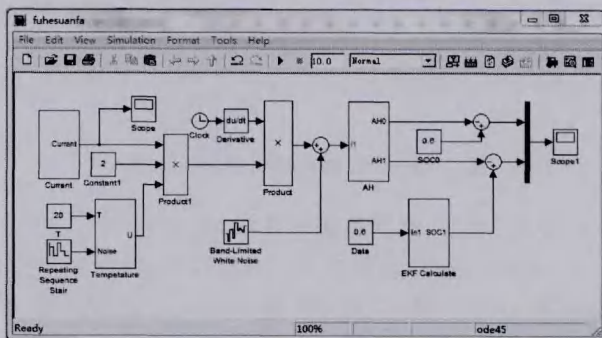 fuhesuanfa
File Edit View Simulation Format Tools Help
10.0 Normal
Current
Current
Scope
2
Constant1
×
Product1
Clock
du/dt
Derivative
×
Product
I1
AH0
AH1
AH
0.6
SOC0
Scope1
20
T
T
Noise
U
Tempetature
Repeating
Sequence
Stair
Band-Limited
White Noise
0.6
Data
In1 SOC1
EKF Calculate
Ready 100% ode45